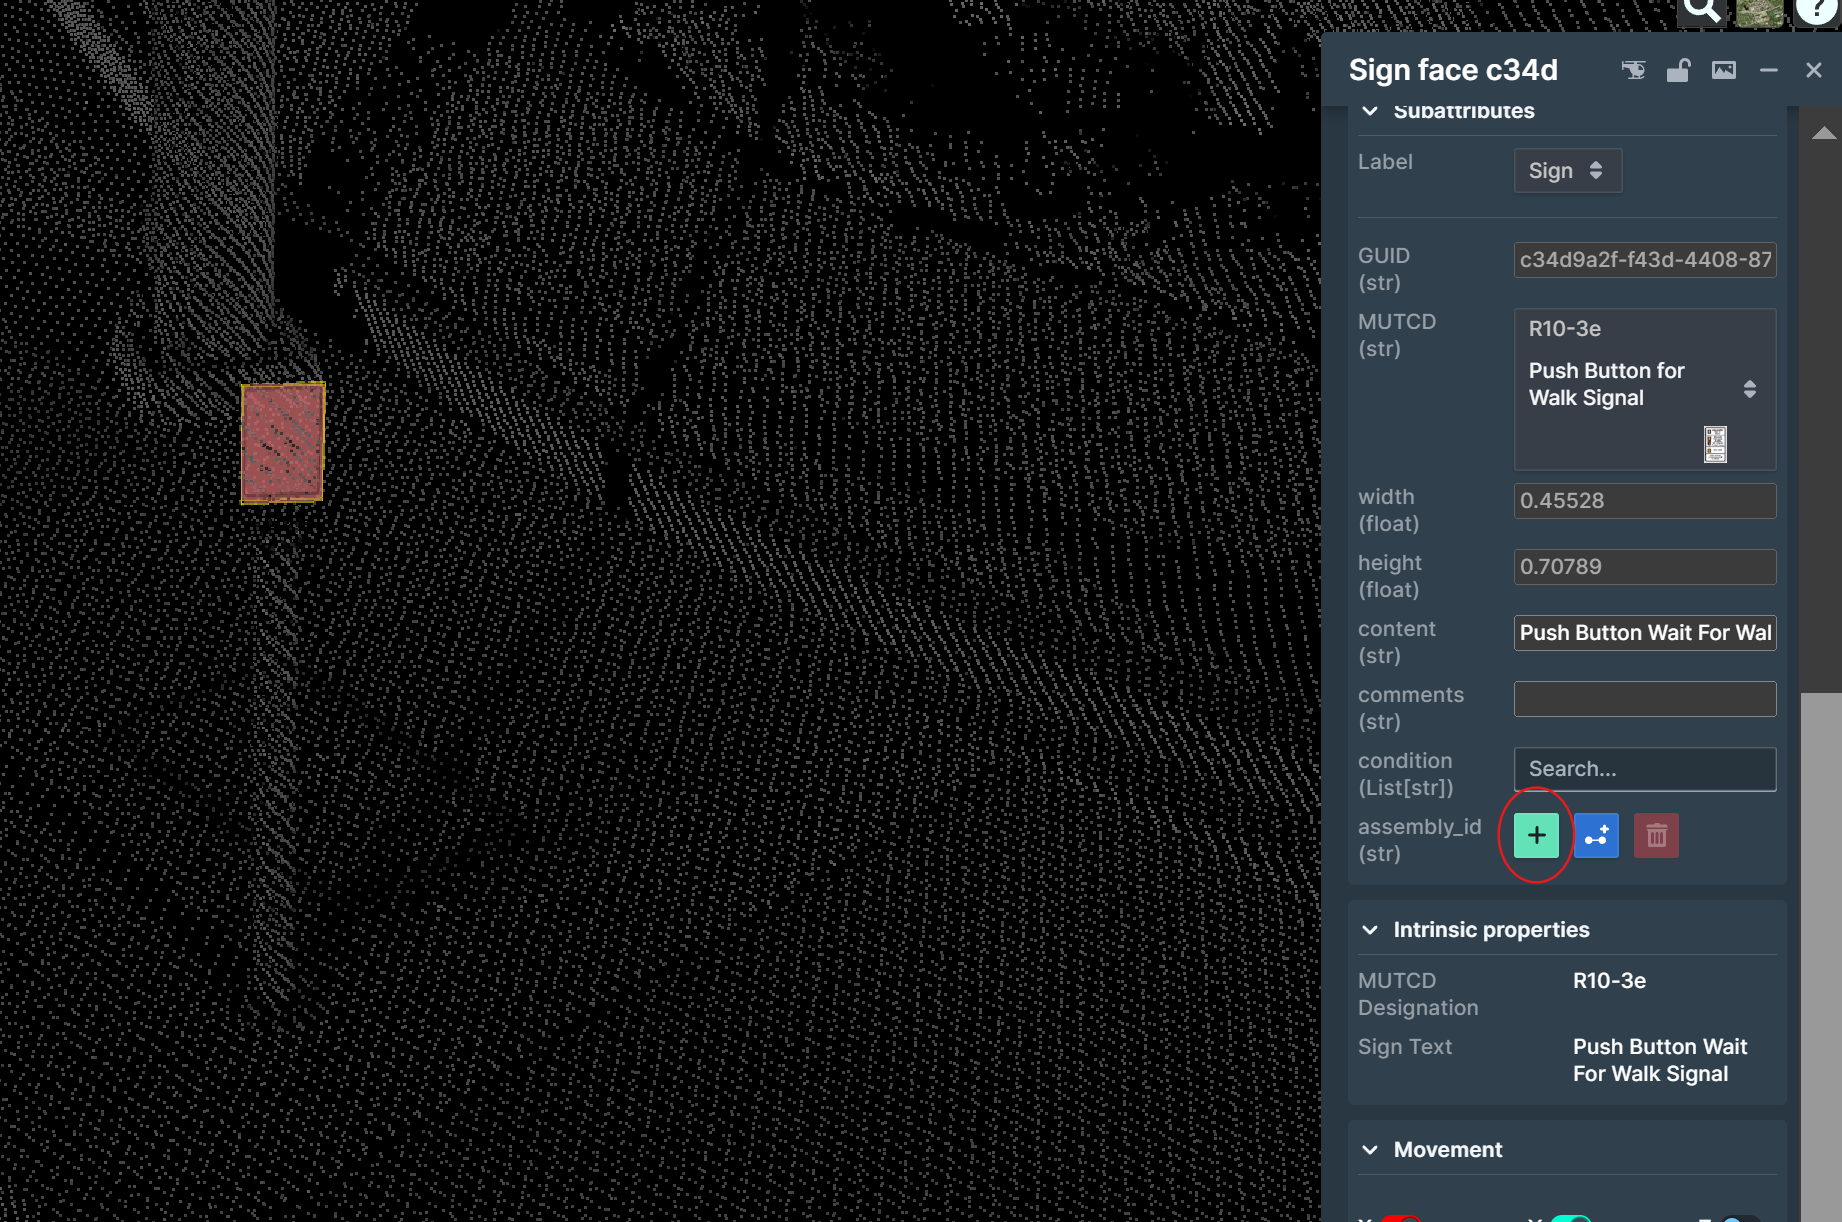 ?
Sign face c34d
Subattributes
Label
Sign
GUID
(str)
c34d9a2f-f43d-4408-87
MUTCD
(str)
R10-3e
Push Button for
Walk Signal
width
(float)
0.45528
height
(float)
0.70789
content
(str)
Push Button Wait For Wal
comments
(str)
condition
(List[str])
Search...
assembly_id
(str)
Intrinsic properties
MUTCD
Designation
R10-3e
Sign Text
Push Button Wait
For Walk Signal
Movement